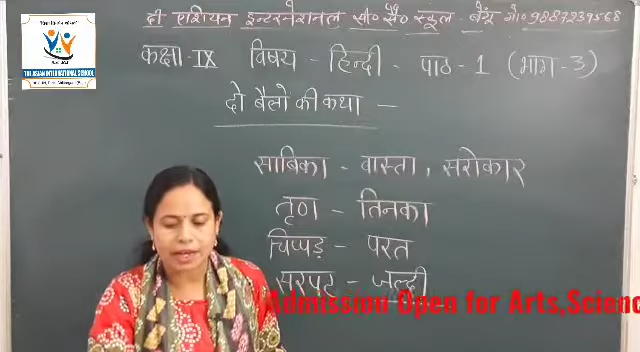 दी एशियन इन्टरनेशनल सी० सै० स्कूल - बेगूँ मो० 9887239568
THE ASIAN INTERNATIONAL SCHOOL
कक्षा - IX विषय - हिन्दी - पाठ - 1 (भाग - 3)
दो बैलो की कथा —
साबिका - वास्ता, सरोकार
तृण - तिनका
चिप्पड़ - परत
सरपट - जल्दी
Admission Open for Arts,Scienc